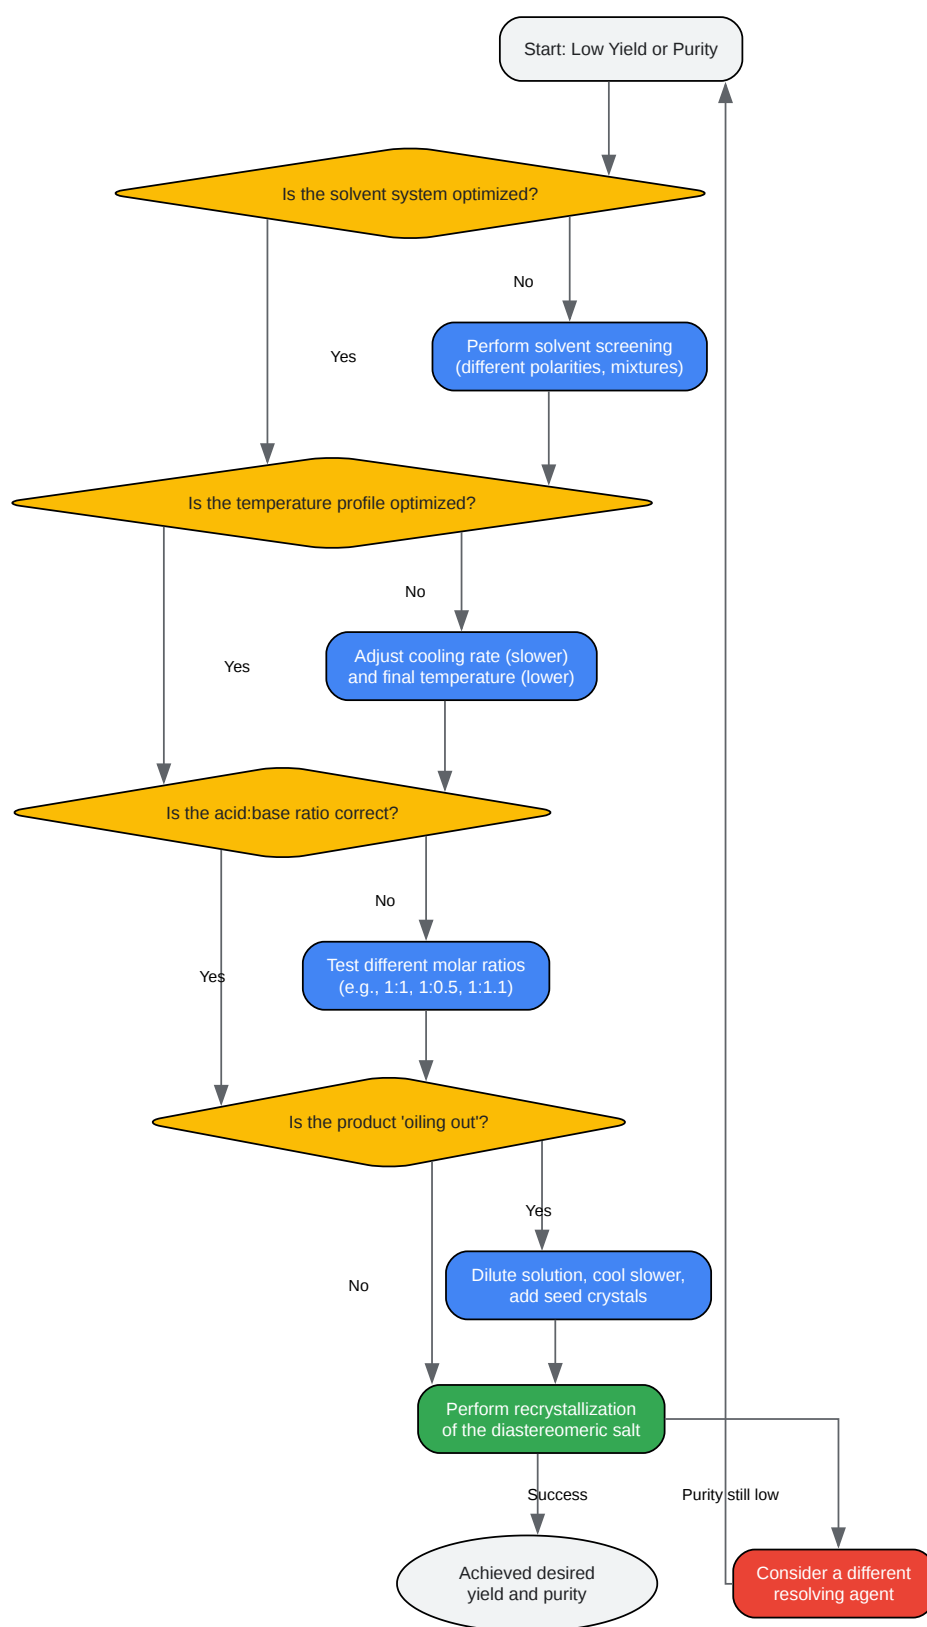 Start: Low Yield or Purity
Is the solvent system optimized?
No
Perform solvent screening
(different polarities, mixtures)
Yes
Is the temperature profile optimized?
No
Adjust cooling rate (slower)
and final temperature (lower)
Yes
Is the acid:base ratio correct?
No
Test different molar ratios
(e.g., 1:1, 1:0.5, 1:1.1)
Yes
Is the product 'oiling out'?
Yes
Dilute solution, cool slower,
add seed crystals
No
Perform recrystallization
of the diastereomeric salt
Success
Purity still low
Achieved desired
yield and purity
Consider a different
resolving agent